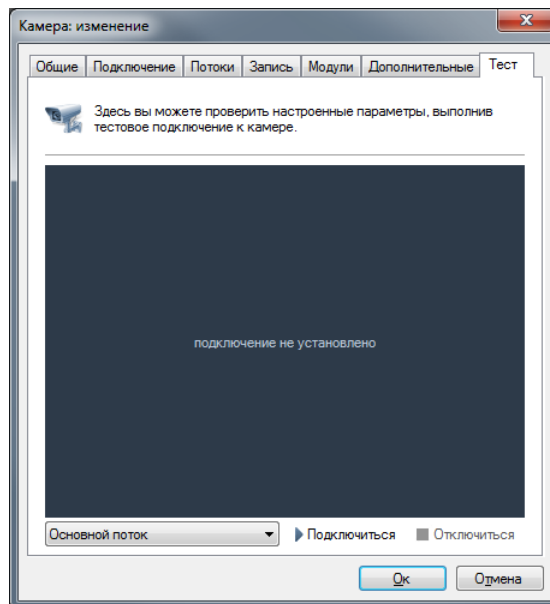 Камера: изменение
Общие Подключение Потоки Запись Модули Дополнительные Тест
Здесь вы можете проверить настроенные параметры, выполнив
тестовое подключение к камере.
подключение не установлено
Основной поток Подключиться Отключиться
Ок Отмена